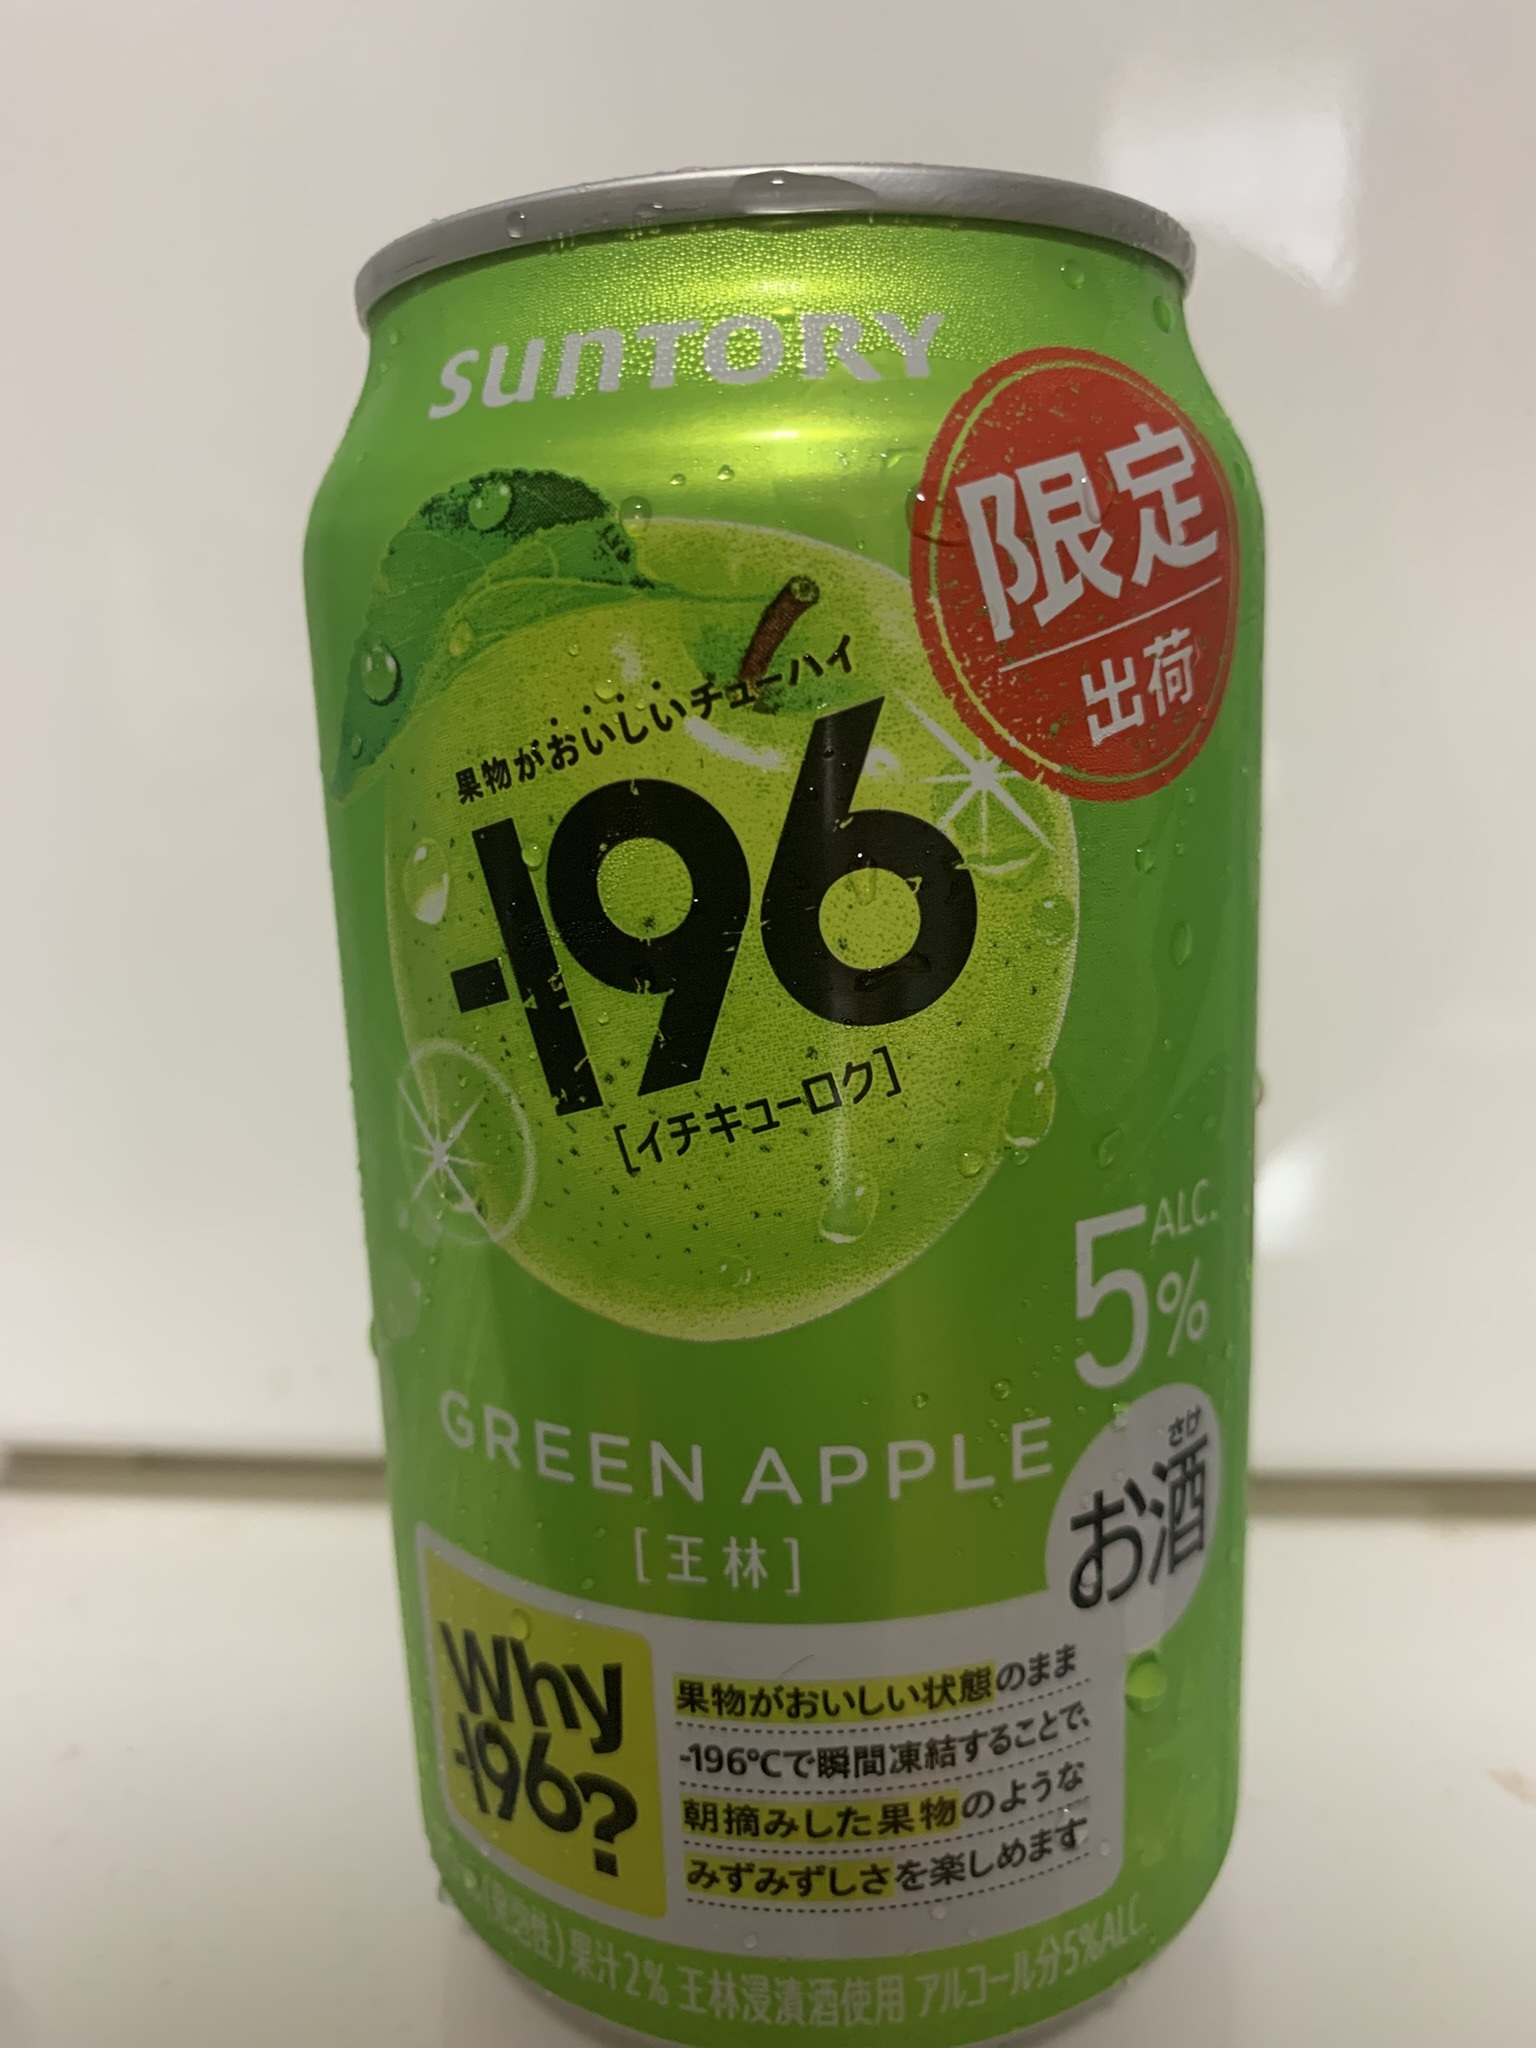 SUNTORY
限定
出荷
果物がおいしいチューハイ
-196
[イチキューロク]
ALC.
5%
GREEN APPLE
[王林]
さけ
お酒
Why
-196?
果物がおいしい状態のまま
-196℃で瞬間凍結することで、
朝摘みした果物のような
みずみずしさを楽しめます
(発泡性) 果汁2% 王林浸漬酒使用 アルコール分5%ALC.